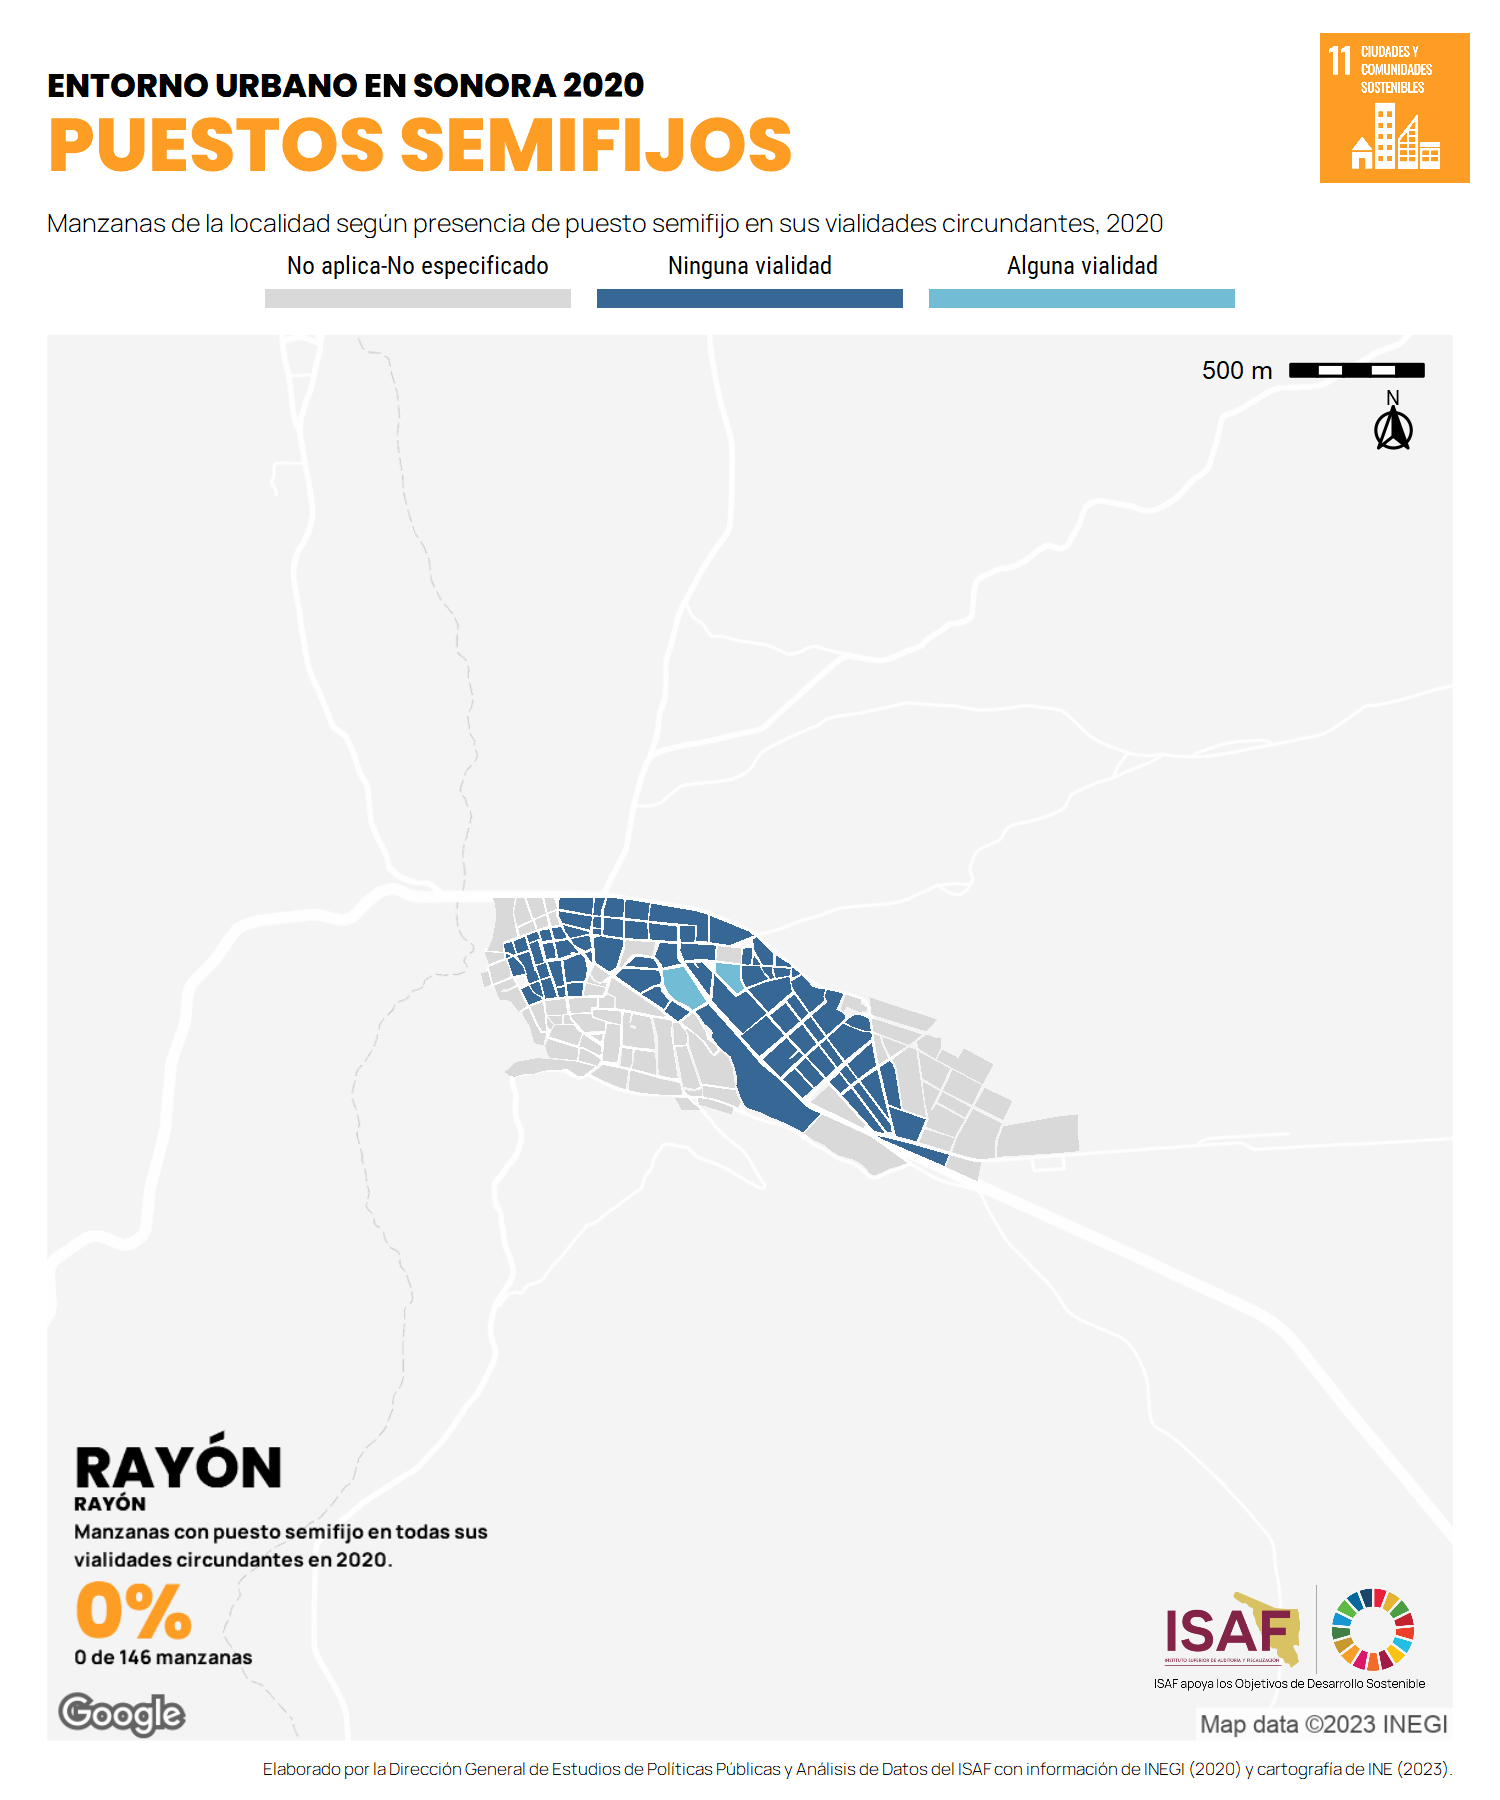 ENTORNO URBANO EN SONORA 2020
PUESTOS SEMIFIJOS
11 CIUDADES Y
COMUNIDADES
SOSTENIBLES
Manzanas de la localidad según presencia de puesto semifijo en sus vialidades circundantes, 2020
No aplica-No especificado
Ninguna vialidad
Alguna vialidad
500 m
N
RAYÓN
RAYÓN
Manzanas con puesto semifijo en todas sus
vialidades circundantes en 2020.
0%
0 de 146 manzanas
Google
ISAF
INSTITUTO SUPERIOR DE AUDITORÍA Y FISCALIZACIÓN
ISAF apoya los Objetivos de Desarrollo Sostenible
Map data ©2023 INEGI
Elaborado por la Dirección General de Estudios de Políticas Públicas y Análisis de Datos del ISAF con información de INEGI (2020) y cartografía de INE (2023).